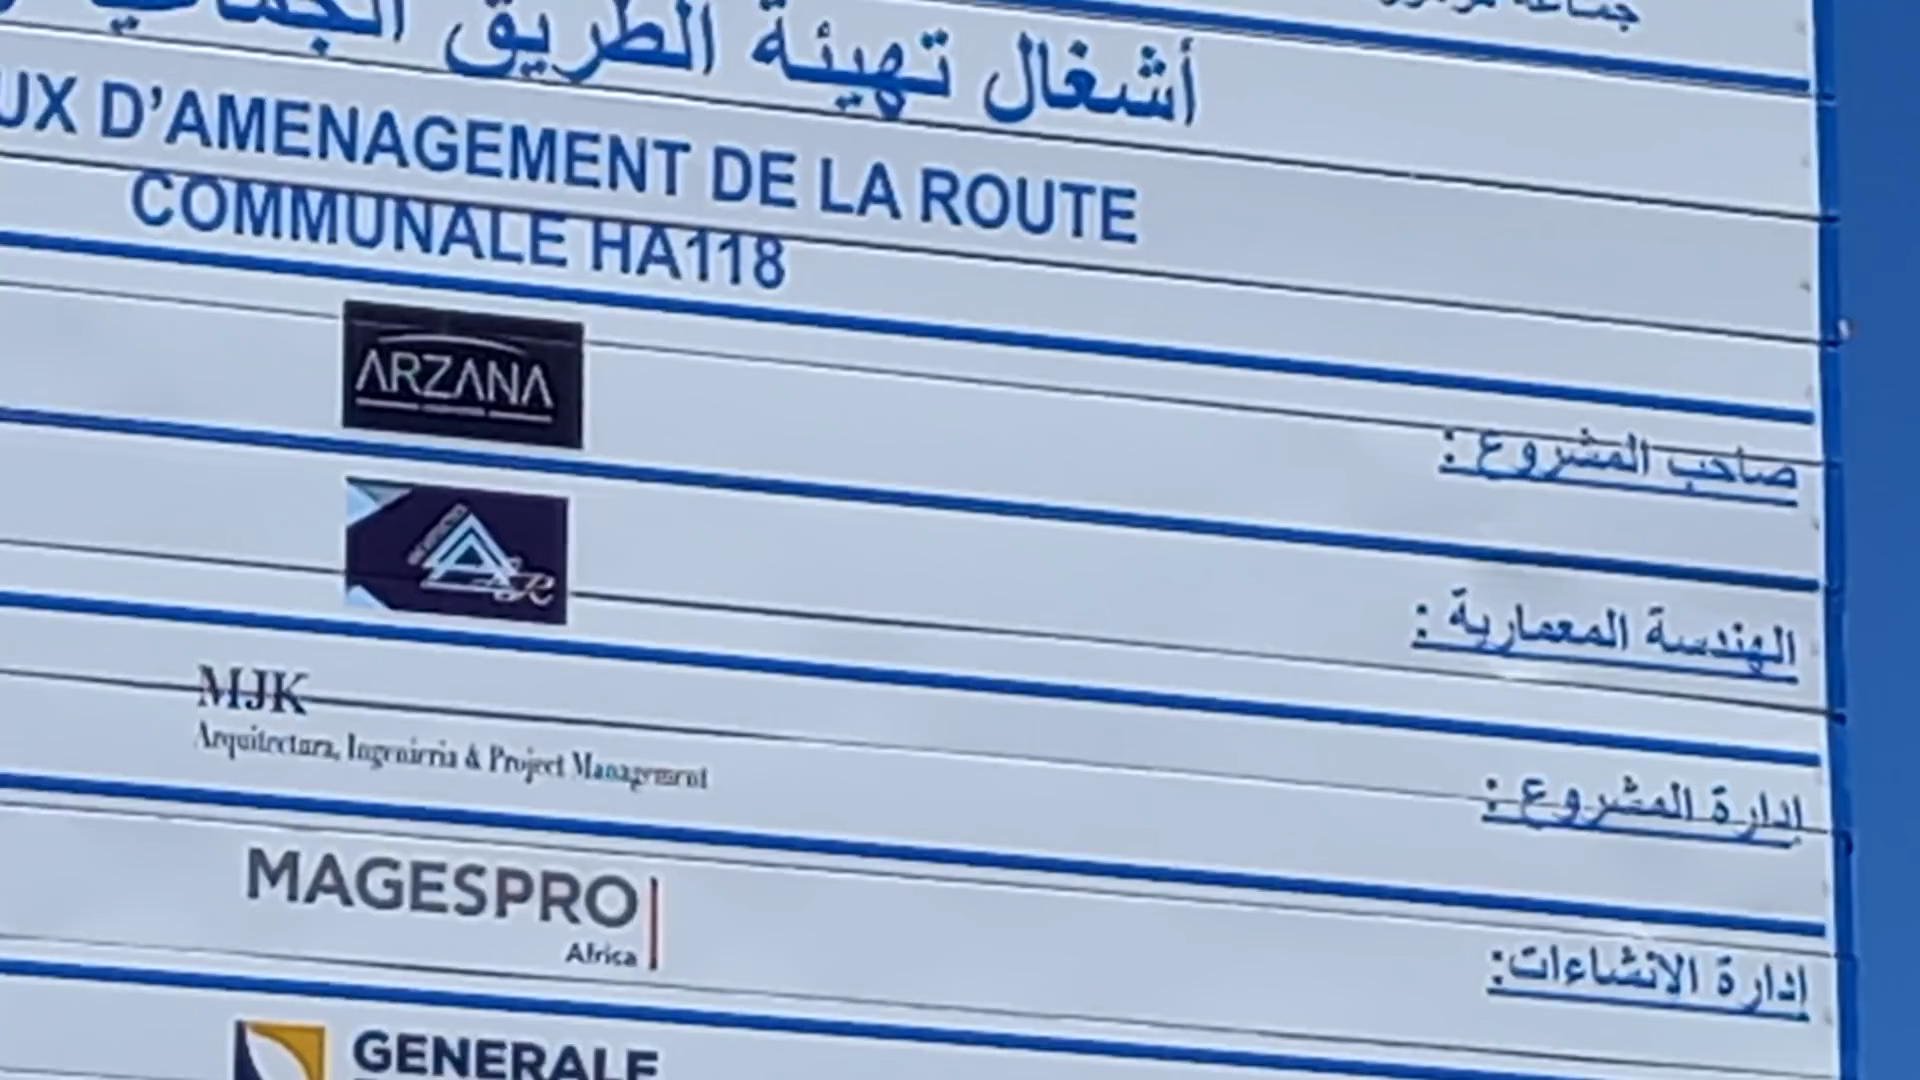 أشغال تهيئة الطريق الجماعية
UX D'AMENAGEMENT DE LA ROUTE
COMMUNALE HA118
صاحب المشروع :
ARZANA
الهندسة المعمارية :
إدارة المشروع :
MJK
Arquitectura, Ingenieria & Project Management
إدارة الانشاءات:
MAGESPRO
Africa
GENERALE